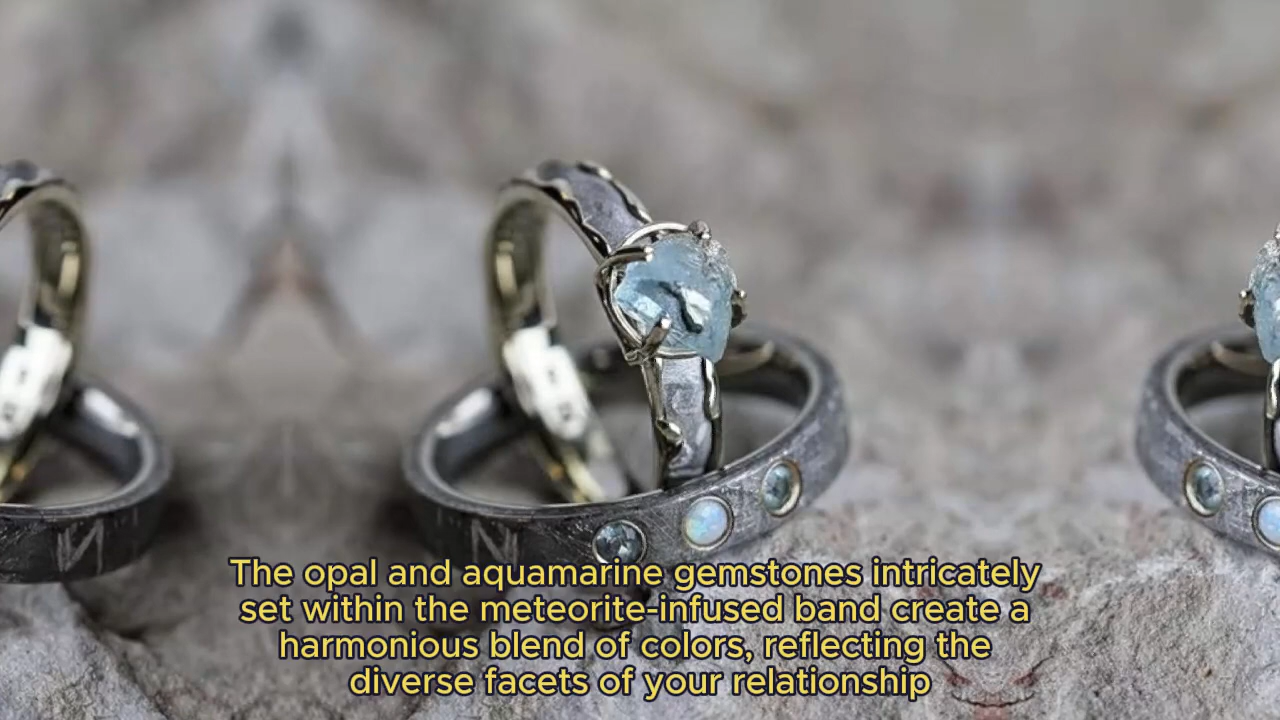 The opal and aquamarine gemstones intricately
set within the meteorite-infused band create a
harmonious blend of colors, reflecting the
diverse facets of your relationship